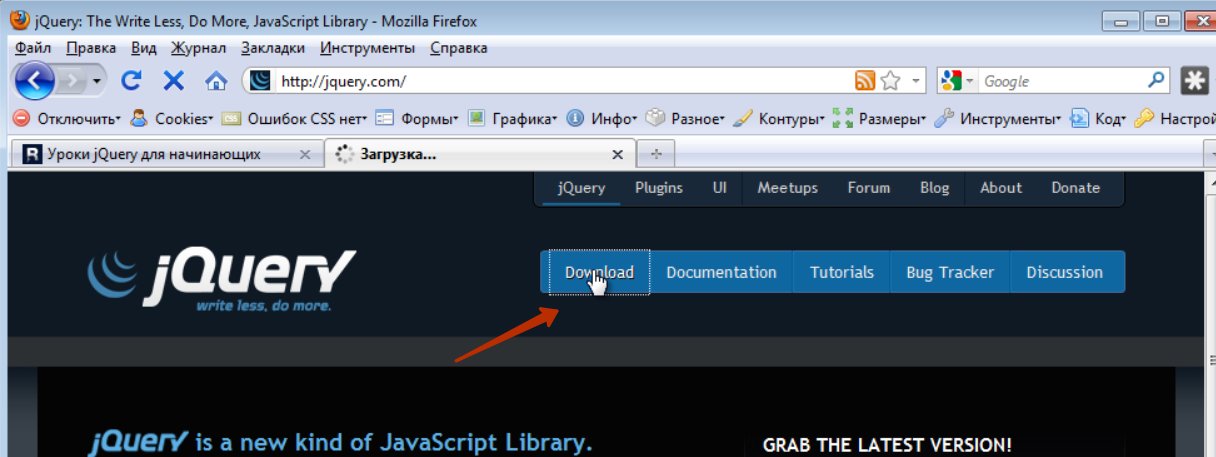 jQuery: The Write Less, Do More, JavaScript Library - Mozilla Firefox
Файл Правка Вид Журнал Закладки Инструменты Справка
http://jquery.com/ Google
Отключить Cookies Ошибок CSS нет Формы Графика Инфо Разное Контуры Размеры Инструменты Код Настрой
R Уроки jQuery для начинающих Загрузка...
jQuery Plugins UI Meetups Forum Blog About Donate
jQuery
write less, do more.
Download Documentation Tutorials Bug Tracker Discussion
jQuery is a new kind of JavaScript Library.
GRAB THE LATEST VERSION!